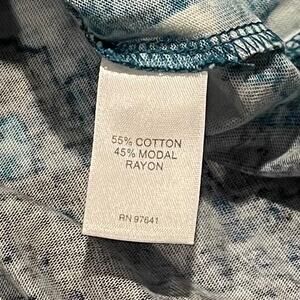 55% COTTON
45% MODAL
RAYON
RN 97641